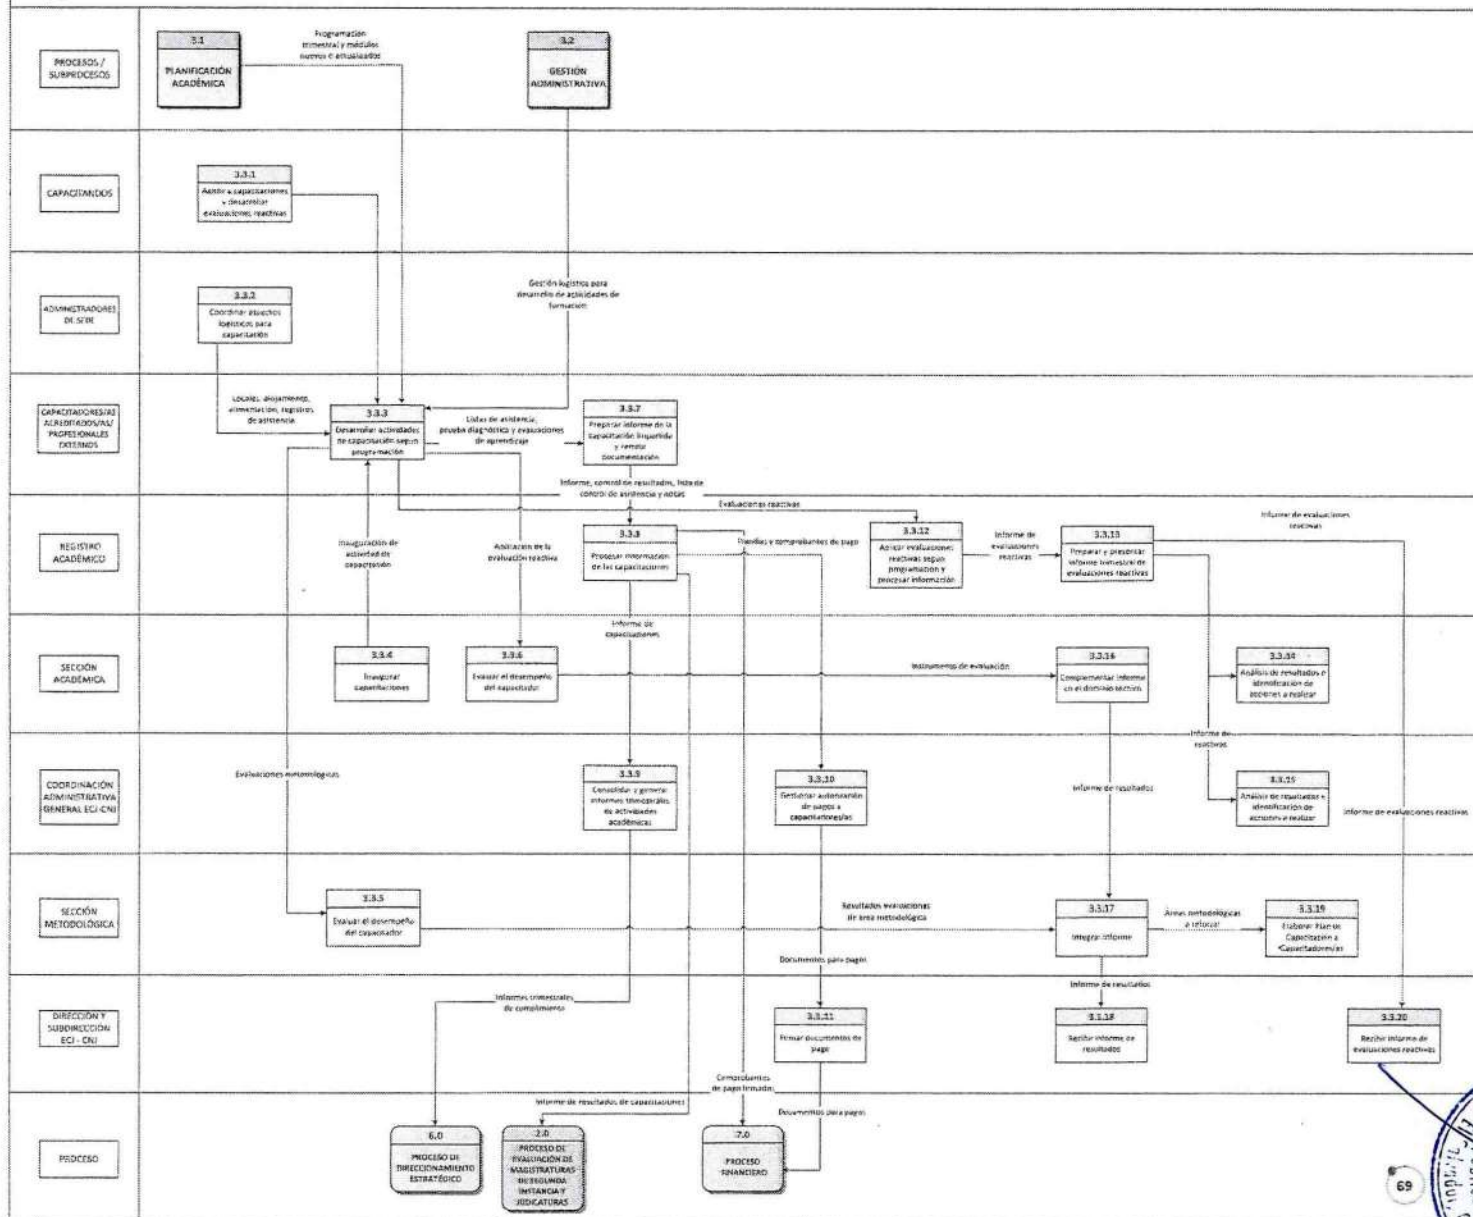 PROCESOS /
SUBPROCESOS
3.1
PLANIFICACIÓN
ACADÉMICA
Programación
trimestral y módulos
nuevos o actualizados
3.2
GESTIÓN
ADMINISTRATIVA
CAPACITANDOS
3.3.1
Asistir a capacitaciones
y desarrollar
evaluaciones reactivas
ADMINISTRADORES
DE SEDE
3.3.2
Coordinar aspectos
logísticos para
capacitación
Gestión logística para
desarrollo de actividades de
formación
CAPACITADORES/AS
ACREDITADOS/AS/
PROFESIONALES
EXTERNOS
Locales, alojamiento,
alimentación, registros
de asistencia
3.3.3
Desarrollar actividades
de capacitación según
programación
Listas de asistencia,
prueba diagnóstica y evaluaciones
de aprendizaje
3.3.7
Preparar informe de la
capacitación impartida
y remitir
documentación
Informe, control de resultados, lista de
control de asistencia y notas
Evaluaciones reactivas
REGISTRO
ACADÉMICO
Inauguración de
actividad de
capacitación
Aplicación de la
evaluación reactiva
3.3.8
Procesar información
de las capacitaciones
Planillas y comprobantes de pago
3.3.12
Aplicar evaluaciones
reactivas según
programación y
procesar información
Informe de
evaluaciones
reactivas
3.3.13
Preparar y presentar
informe trimestral de
evaluaciones reactivas
Informe de evaluaciones
reactivas
Informe de
capacitaciones
SECCIÓN
ACADÉMICA
3.3.4
Inaugurar
capacitaciones
3.3.6
Evaluar el desempeño
del capacitador
Instrumentos de evaluación
3.3.16
Complementar informe
en el dominio técnico
3.3.14
Análisis de resultados e
identificación de
acciones a realizar
Informe de
reactivas
COORDINACIÓN
ADMINISTRATIVA
GENERAL ECJ-CNJ
Evaluaciones metodológicas
3.3.9
Consolidar y generar
informes trimestrales
de actividades
académicas
3.3.10
Gestionar autorización
de pagos a
capacitadores/as
Informe de resultados
3.3.15
Análisis de resultados e
identificación de
acciones a realizar
Informe de evaluaciones reactivas
SECCIÓN
METODOLÓGICA
3.3.5
Evaluar el desempeño
del capacitador
Resultados evaluaciones
de área metodológica
3.3.17
Integrar informe
Áreas metodológicas
a reforzar
3.3.19
Elaborar Plan de
Capacitación a
Capacitadores/as
Documentos para pagos
Informe de resultados
DIRECCIÓN Y
SUBDIRECCIÓN
ECJ - CNJ
Informes trimestrales
de cumplimiento
3.3.11
Firmar documentos de
pago
3.3.18
Recibir informe de
resultados
3.3.20
Recibir informe de
evaluaciones reactivas
Comprobantes
de pago firmados
Informe de resultados de capacitaciones
Documentos para pagos
PROCESO
6.0
PROCESO DE
DIRECCIONAMIENTO
ESTRATÉGICO
2.0
PROCESO DE
EVALUACIÓN DE
MAGISTRATURAS
DE SEGUNDA
INSTANCIA Y
JUDICATURAS
7.0
PROCESO
FINANCIERO
69